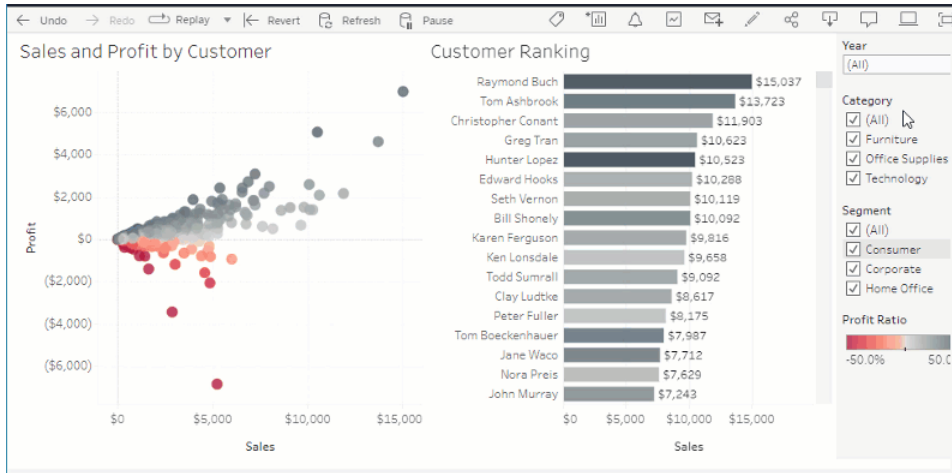 Undo Redo Replay Revert Refresh Pause
Sales and Profit by Customer
$6,000
$4,000
$2,000
$0
($2,000)
($4,000)
($6,000)
Profit
$0 $5,000 $10,000 $15,000
Sales
Customer Ranking
Raymond Buch $15,037
Tom Ashbrook $13,723
Christopher Conant $11,903
Greg Tran $10,623
Hunter Lopez $10,523
Edward Hooks $10,288
Seth Vernon $10,119
Bill Shonely $10,092
Karen Ferguson $9,816
Ken Lonsdale $9,658
Todd Sumrall $9,092
Clay Ludtke $8,617
Peter Fuller $8,175
Tom Boeckenhauer $7,987
Jane Waco $7,712
Nora Preis $7,629
John Murray $7,243
$0 $5,000 $10,000 $15,000
Sales
Year
(All)
Category
(All)
Furniture
Office Supplies
Technology
Segment
(All)
Consumer
Corporate
Home Office
Profit Ratio
-50.0% 50.0